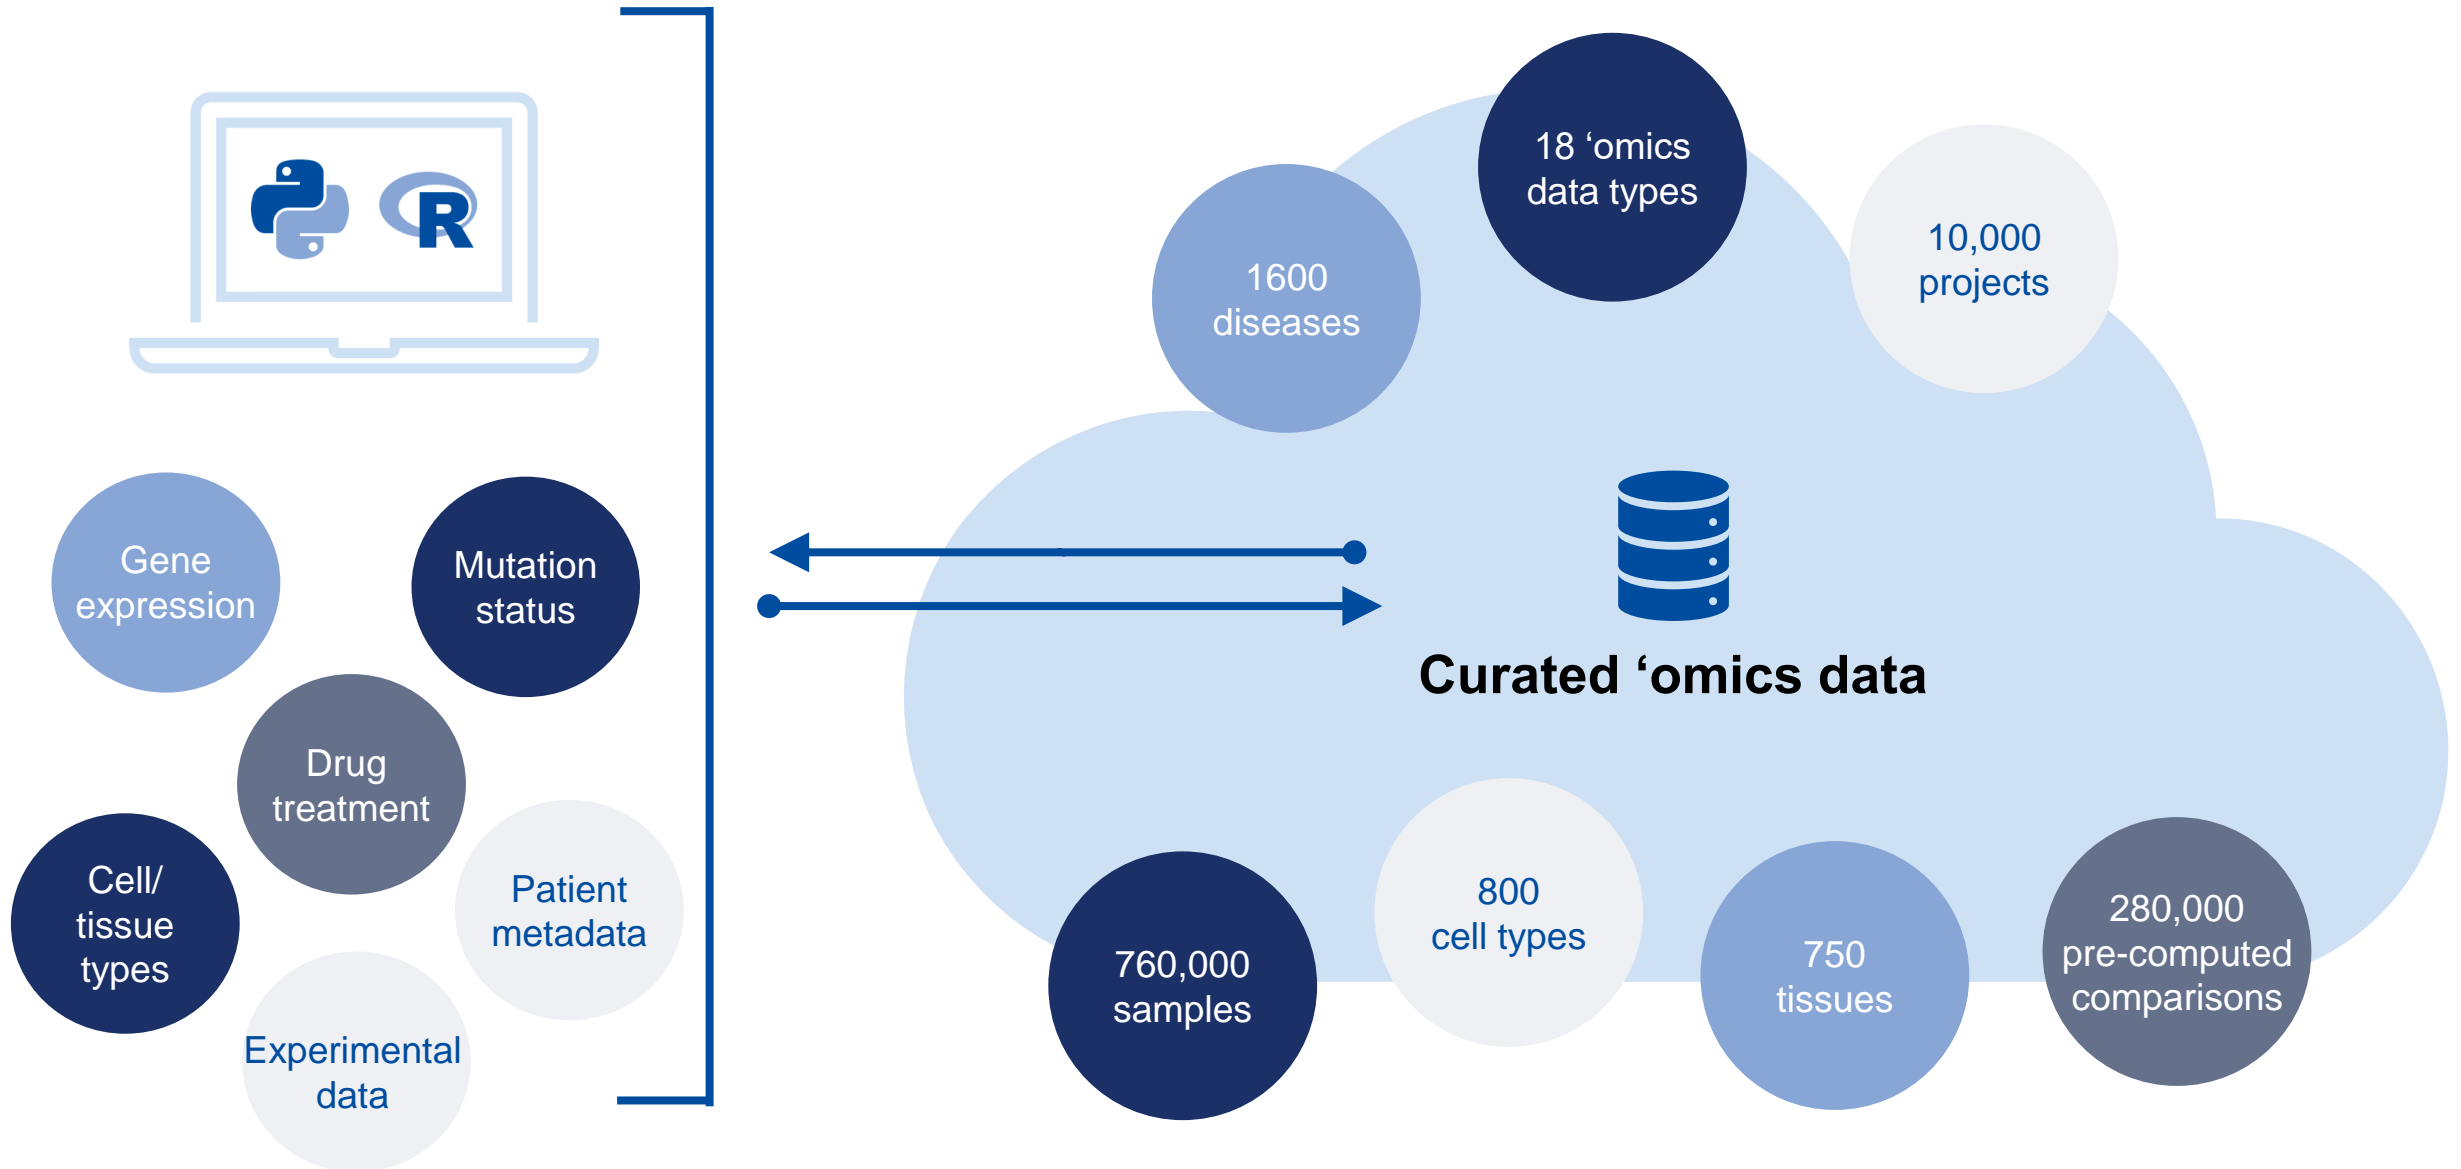 R
Gene
expression
Mutation
status
Drug
treatment
Cell/
tissue
types
Patient
metadata
Experimental
data
18 ‘omics
data types
1600
diseases
10,000
projects
Curated ‘omics data
760,000
samples
800
cell types
750
tissues
280,000
pre-computed
comparisons